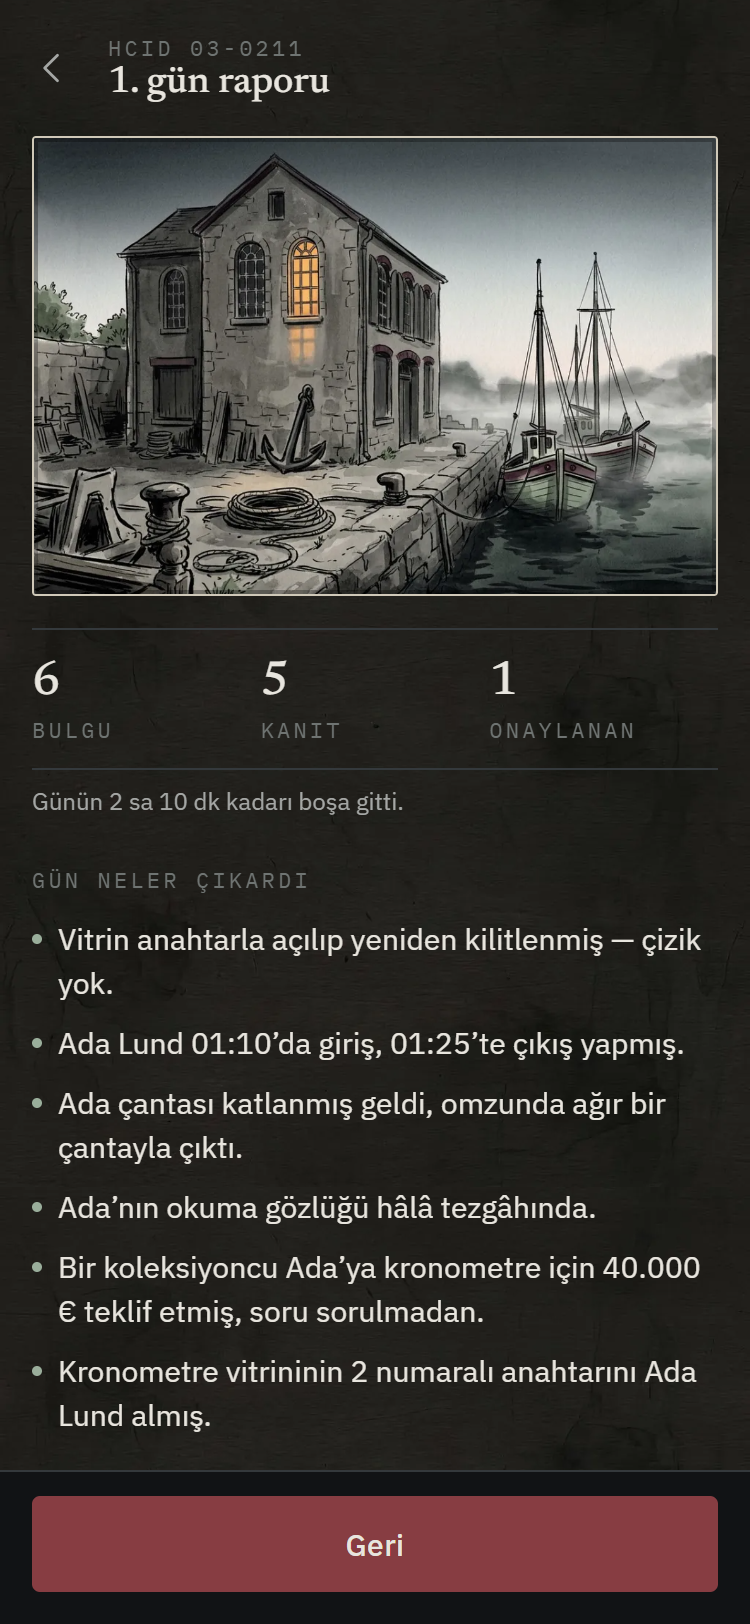 HCID 03-0211
1. gün raporu
6
BULGU
5
KANIT
1
ONAYLANAN
Günün 2 sa 10 dk kadarı boşa gitti.
GÜN NELER ÇIKARDI
Vitrin anahtarla açılıp yeniden kilitlenmiş — çizik
yok.
Ada Lund 01:10’da giriş, 01:25’te çıkış yapmış.
Ada çantası katlanmış geldi, omzunda ağır bir
çantayla çıktı.
Ada’nın okuma gözlüğü hâlâ tezgâhında.
Bir koleksiyoncu Ada’ya kronometre için 40.000
€ teklif etmiş, soru sorulmadan.
Kronometre vitrininin 2 numaralı anahtarını Ada
Lund almış.
Geri